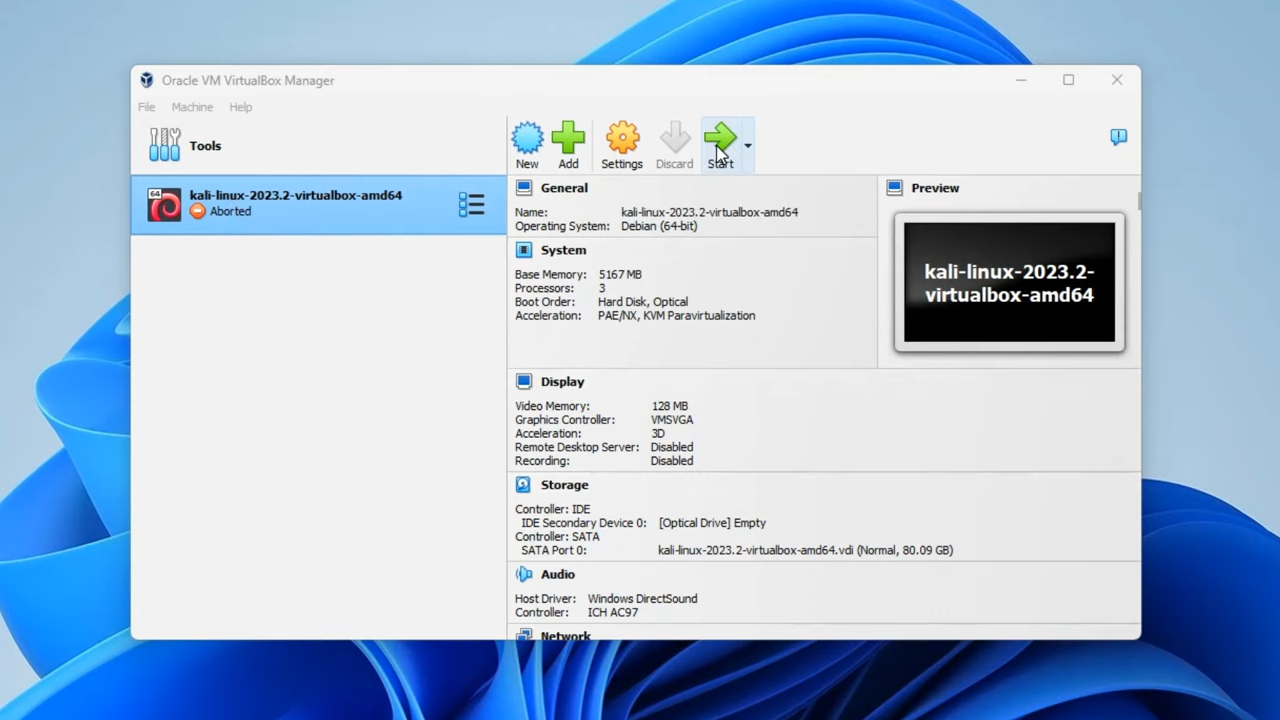 Oracle VM VirtualBox Manager
File Machine Help
Tools
New Add Settings Discard Start
64
kali-linux-2023.2-virtualbox-amd64
Aborted
General
Name: kali-linux-2023.2-virtualbox-amd64
Operating System: Debian (64-bit)
System
Base Memory: 5167 MB
Processors: 3
Boot Order: Hard Disk, Optical
Acceleration: PAE/NX, KVM Paravirtualization
Preview
kali-linux-2023.2-
virtualbox-amd64
Display
Video Memory: 128 MB
Graphics Controller: VMSVGA
Acceleration: 3D
Remote Desktop Server: Disabled
Recording: Disabled
Storage
Controller: IDE
IDE Secondary Device 0: [Optical Drive] Empty
Controller: SATA
SATA Port 0: kali-linux-2023.2-virtualbox-amd64.vdi (Normal, 80.09 GB)
Audio
Host Driver: Windows DirectSound
Controller: ICH AC97
Network